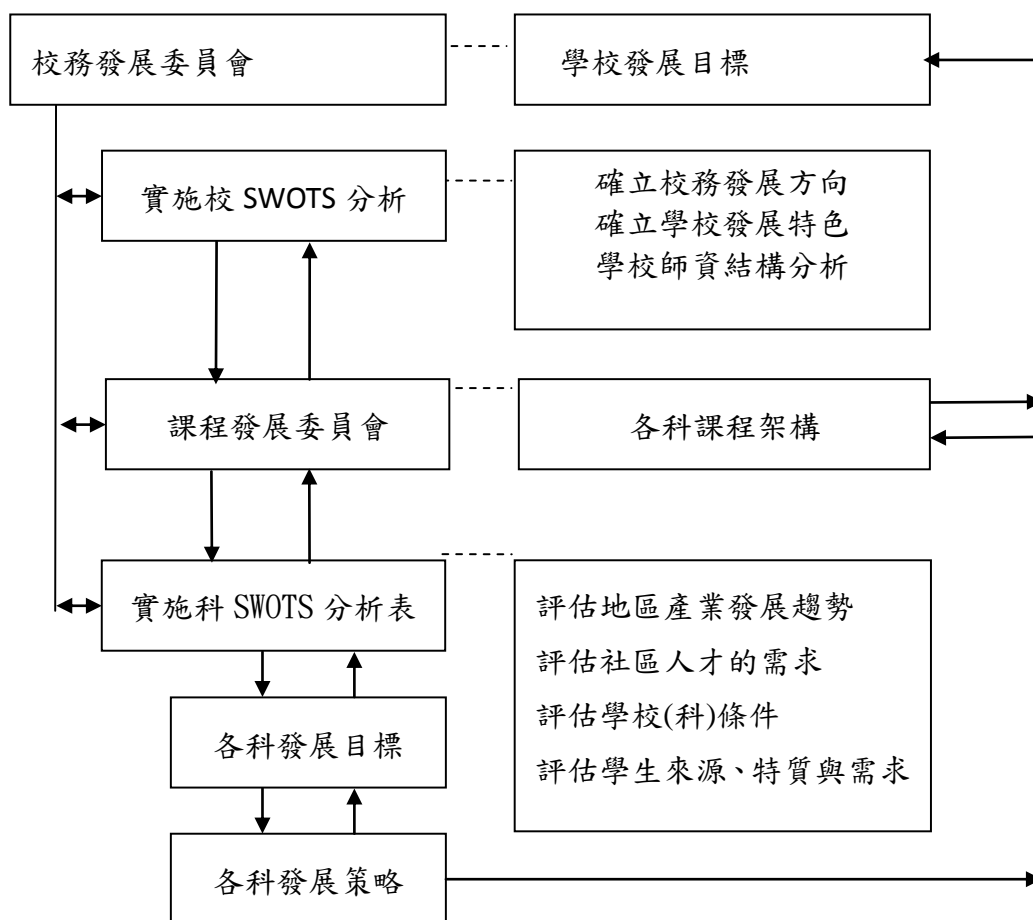 校務發展委員會
學校發展目標
實施校 SWOTS 分析
確立校務發展方向
確立學校發展特色
學校師資結構分析
課程發展委員會
各科課程架構
實施科 SWOTS 分析表
評估地區產業發展趨勢
評估社區人才的需求
評估學校(科)條件
評估學生來源、特質與需求
各科發展目標
各科發展策略